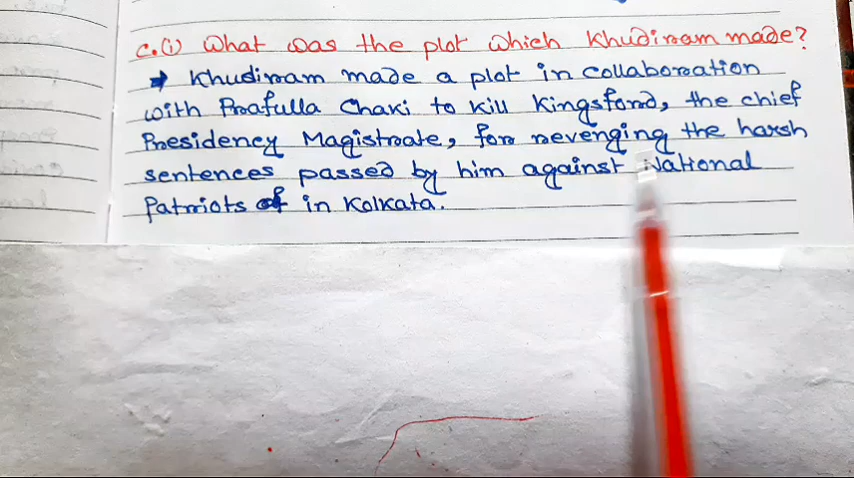 c.(i) What was the plot which Khudiram made?
→ Khudiram made a plot in collaboration
with Prafulla Chaki to kill Kingsford, the chief
Presidency Magistrate, for revenging the harsh
sentences passed by him against National
Patriots of in Kolkata.